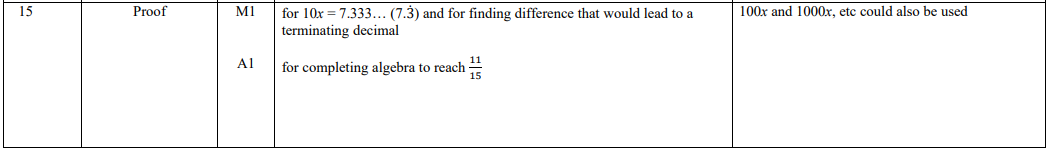 15 Proof M1 for 10x = 7.333… (7.3̇) and for finding difference that would lead to a 100x and 1000x, etc could also be used
terminating decimal
A1 for completing algebra to reach 11/15